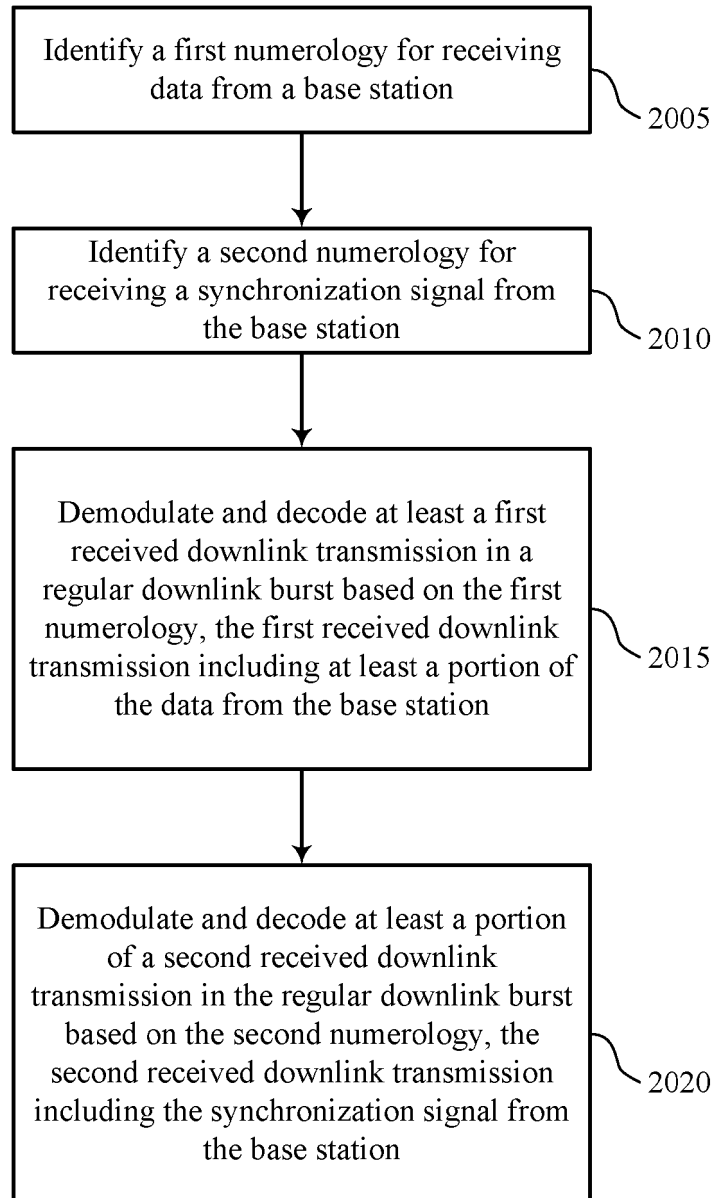 Identify a first numerology for receiving
data from a base station
2005
Identify a second numerology for
receiving a synchronization signal from
the base station
2010
Demodulate and decode at least a first
received downlink transmission in a
regular downlink burst based on the first
numerology, the first received downlink
transmission including at least a portion of
the data from the base station
2015
Demodulate and decode at least a portion
of a second received downlink
transmission in the regular downlink burst
based on the second numerology, the
second received downlink transmission
including the synchronization signal from
the base station
2020